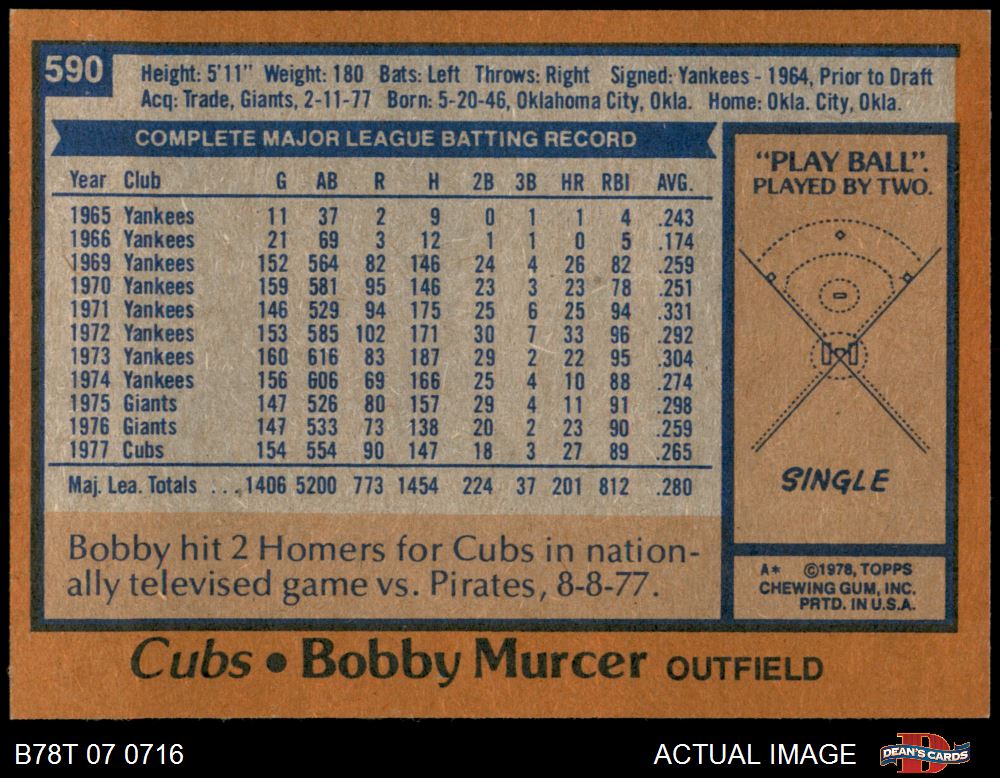 590
Height: 5'11" Weight: 180 Bats: Left Throws: Right Signed: Yankees - 1964, Prior to Draft
Acq: Trade, Giants, 2-11-77 Born: 5-20-46, Oklahoma City, Okla. Home: Okla. City, Okla.
COMPLETE MAJOR LEAGUE BATTING RECORD
Year Club G AB R H 2B 3B HR RBI AVG.
1965 Yankees 11 37 2 9 0 1 1 4 .243
1966 Yankees 21 69 3 12 1 1 0 5 .174
1969 Yankees 152 564 82 146 24 4 26 82 .259
1970 Yankees 159 581 95 146 23 3 23 78 .251
1971 Yankees 146 529 94 175 25 6 25 94 .331
1972 Yankees 153 585 102 171 30 7 33 96 .292
1973 Yankees 160 616 83 187 29 2 22 95 .304
1974 Yankees 156 606 69 166 25 4 10 88 .274
1975 Giants 147 526 80 157 29 4 11 91 .298
1976 Giants 147 533 73 138 20 2 23 90 .259
1977 Cubs 154 554 90 147 18 3 27 89 .265
Maj. Lea. Totals ... 1406 5200 773 1454 224 37 201 812 .280
Bobby hit 2 Homers for Cubs in nation-
ally televised game vs. Pirates, 8-8-77.
"PLAY BALL".
PLAYED BY TWO.
SINGLE
A* ©1978, TOPPS
CHEWING GUM, INC.
PRTD. IN U.S.A.
Cubs • Bobby Murcer OUTFIELD
B78T 07 0716
ACTUAL IMAGE
DEAN'S CARDS